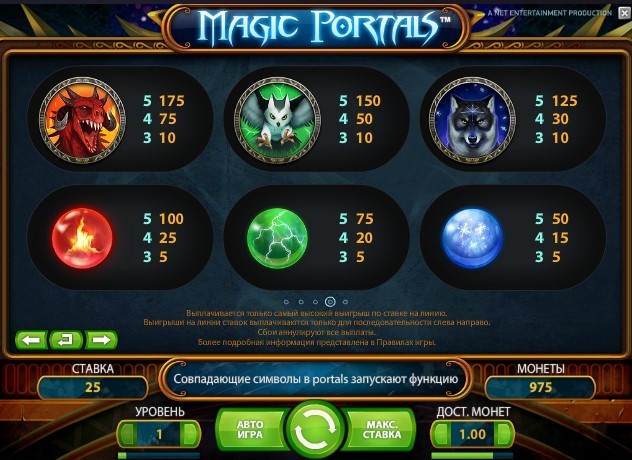 MAGIC PORTALS™
A NET ENTERTAINMENT PRODUCTION
5 175
4 75
3 10
5 150
4 50
3 10
5 125
4 30
3 10
5 100
4 25
3 5
5 75
4 20
3 5
5 50
4 15
3 5
Выплачивается только самый высокий выигрыш по ставке на линию.
Выигрыши на линии ставок выплачиваются только для последовательности слева направо.
Сбои аннулируют все выплаты.
Более подробная информация представлена в Правилах игры.
СТАВКА
25
Совпадающие символы в portals запускают функцию
МОНЕТЫ
975
УРОВЕНЬ
1
АВТО
ИГРА
МАКС.
СТАВКА
ДОСТ. МОНЕТ
1.00